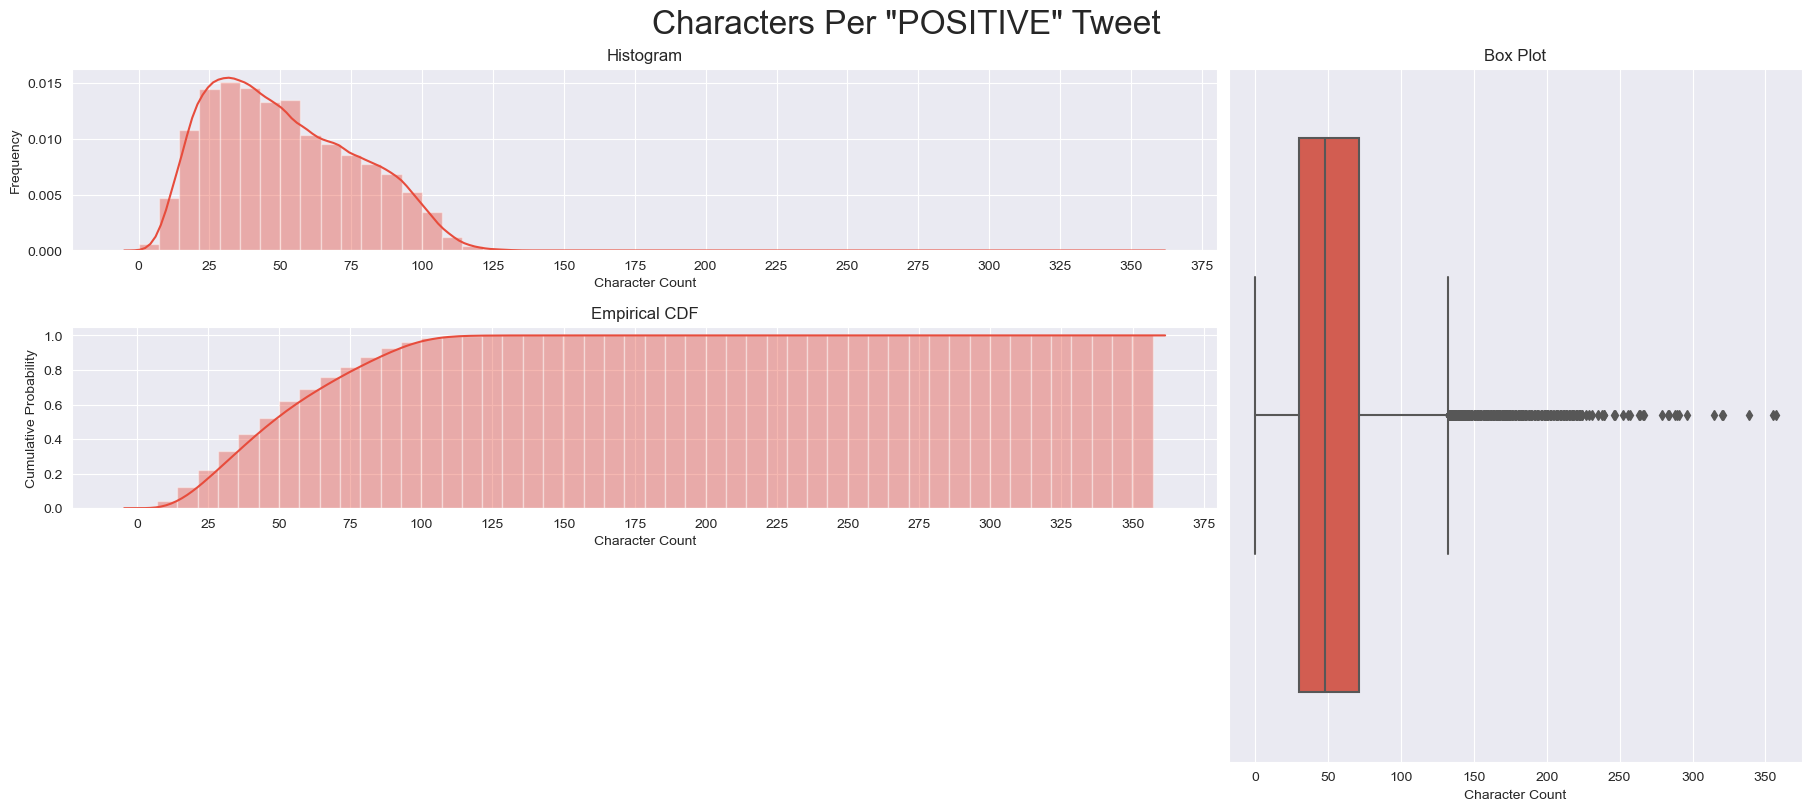 Characters Per "POSITIVE" Tweet
Histogram
0.015
0.010
0.005
0.000
Frequency
0 25 50 75 100 125 150 175 200 225 250 275 300 325 350 375
Character Count
Empirical CDF
1.0
0.8
0.6
0.4
0.2
0.0
Cumulative Probability
0 25 50 75 100 125 150 175 200 225 250 275 300 325 350 375
Character Count
Box Plot
0 50 100 150 200 250 300 350
Character Count